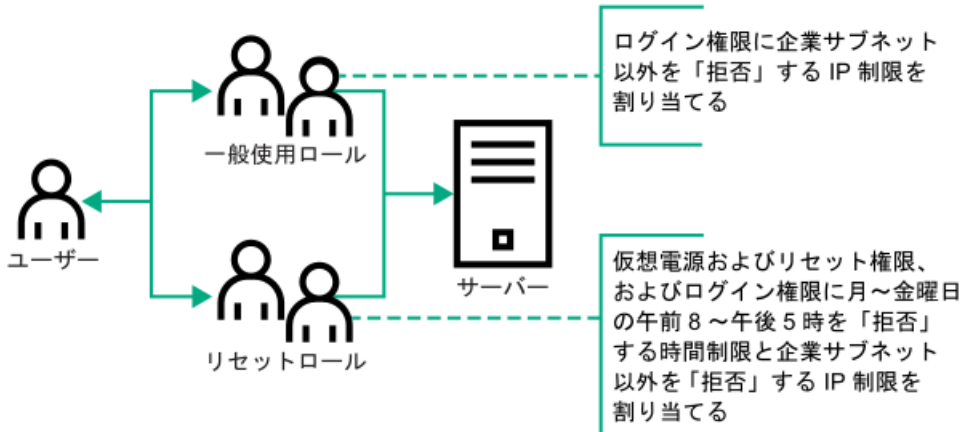 ログイン権限に企業サブネット
以外を「拒否」する IP 制限を
割り当てる
一般使用ロール
ユーザー
サーバー
リセットロール
仮想電源およびリセット権限、
およびログイン権限に月～金曜日
の午前 8 ～午後 5 時を「拒否」
する時間制限と企業サブネット
以外を「拒否」する IP 制限を
割り当てる